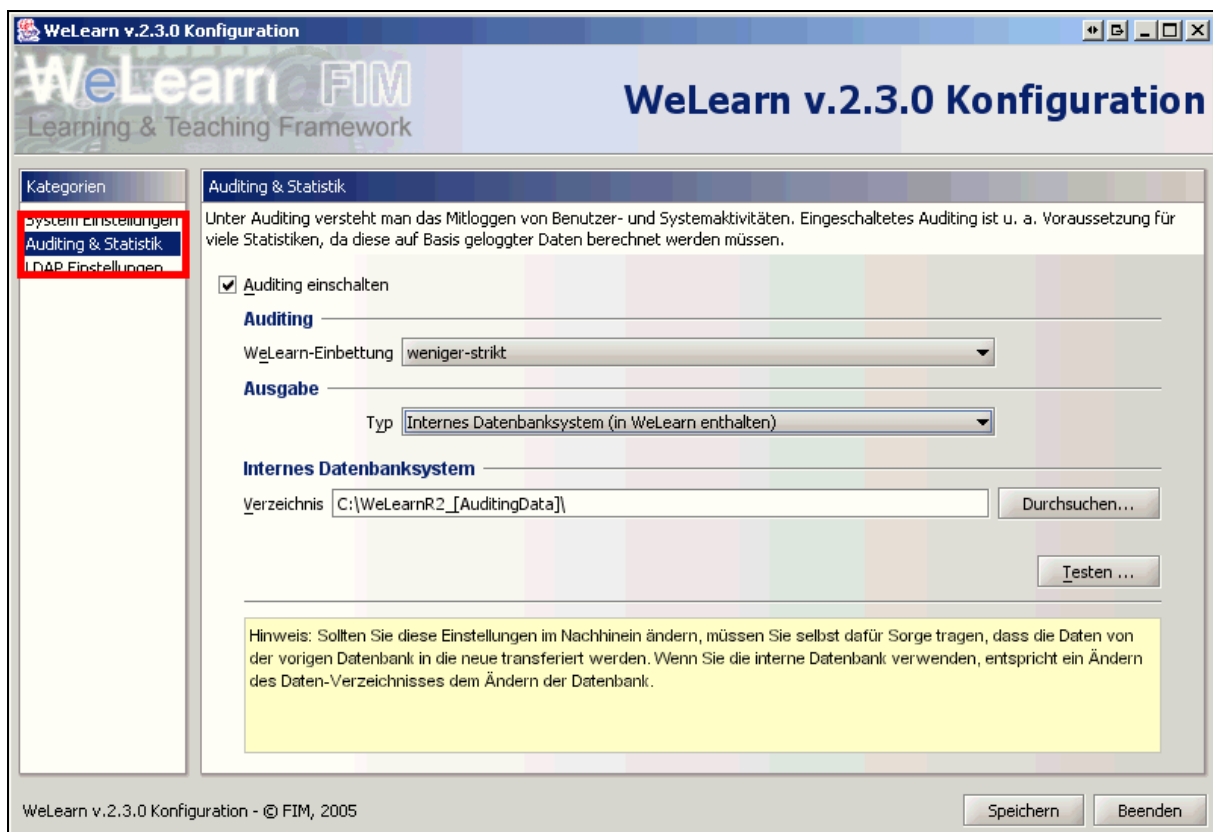 WeLearn v.2.3.0 Konfiguration
WeLearn FIM
Learning & Teaching Framework
WeLearn v.2.3.0 Konfiguration
Kategorien
System Einstellungen
Auditing & Statistik
LDAP Einstellungen
Auditing & Statistik
Unter Auditing versteht man das Mitloggen von Benutzer- und Systemaktivitäten. Eingeschaltetes Auditing ist u. a. Voraussetzung für
viele Statistiken, da diese auf Basis geloggter Daten berechnet werden müssen.
Auditing einschalten
Auditing
WeLearn-Einbettung weniger-strikt
Ausgabe
Typ Internes Datenbanksystem (in WeLearn enthalten)
Internes Datenbanksystem
Verzeichnis C:\WeLearnR2_[AuditingData]\ Durchsuchen...
Testen ...
Hinweis: Sollten Sie diese Einstellungen im Nachhinein ändern, müssen Sie selbst dafür Sorge tragen, dass die Daten von
der vorigen Datenbank in die neue transferiert werden. Wenn Sie die interne Datenbank verwenden, entspricht ein Ändern
des Daten-Verzeichnisses dem Ändern der Datenbank.
WeLearn v.2.3.0 Konfiguration - © FIM, 2005
Speichern Beenden